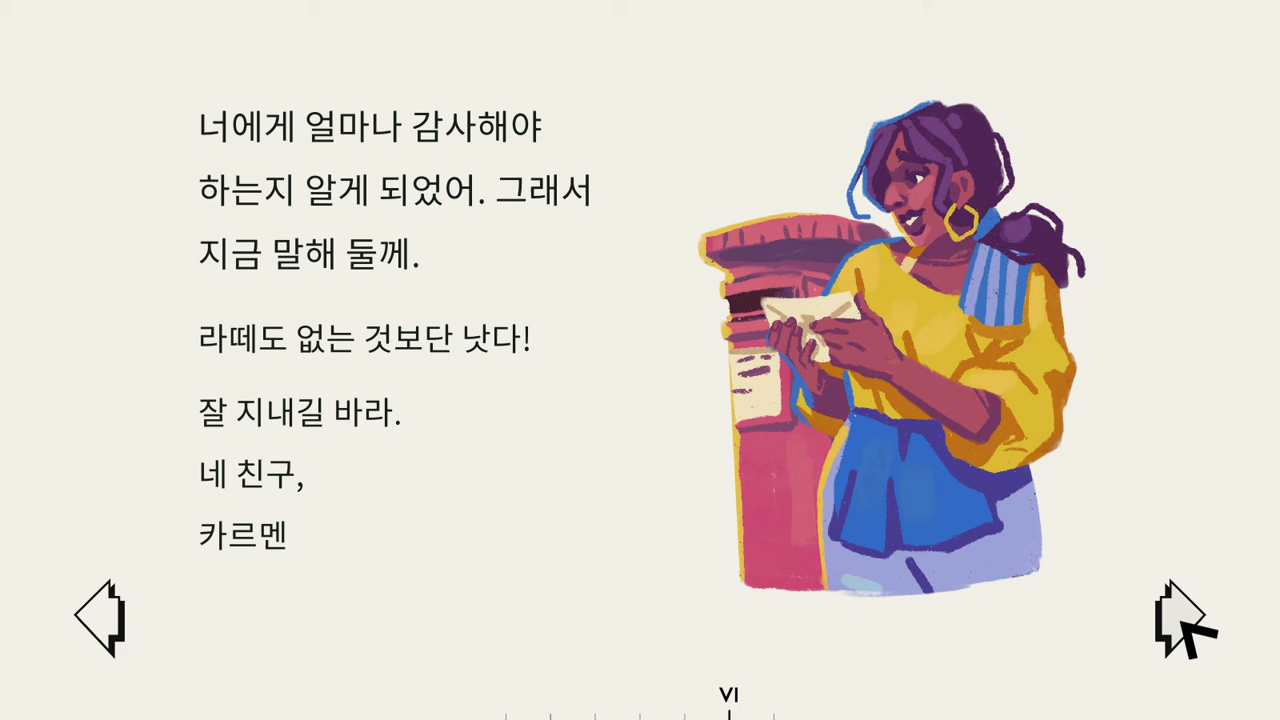 너에게 얼마나 감사해야
하는지 알게 되었어. 그래서
지금 말해 둘께.
라떼도 없는 것보단 낫다!
잘 지내길 바라.
네 친구,
카르멘
VI